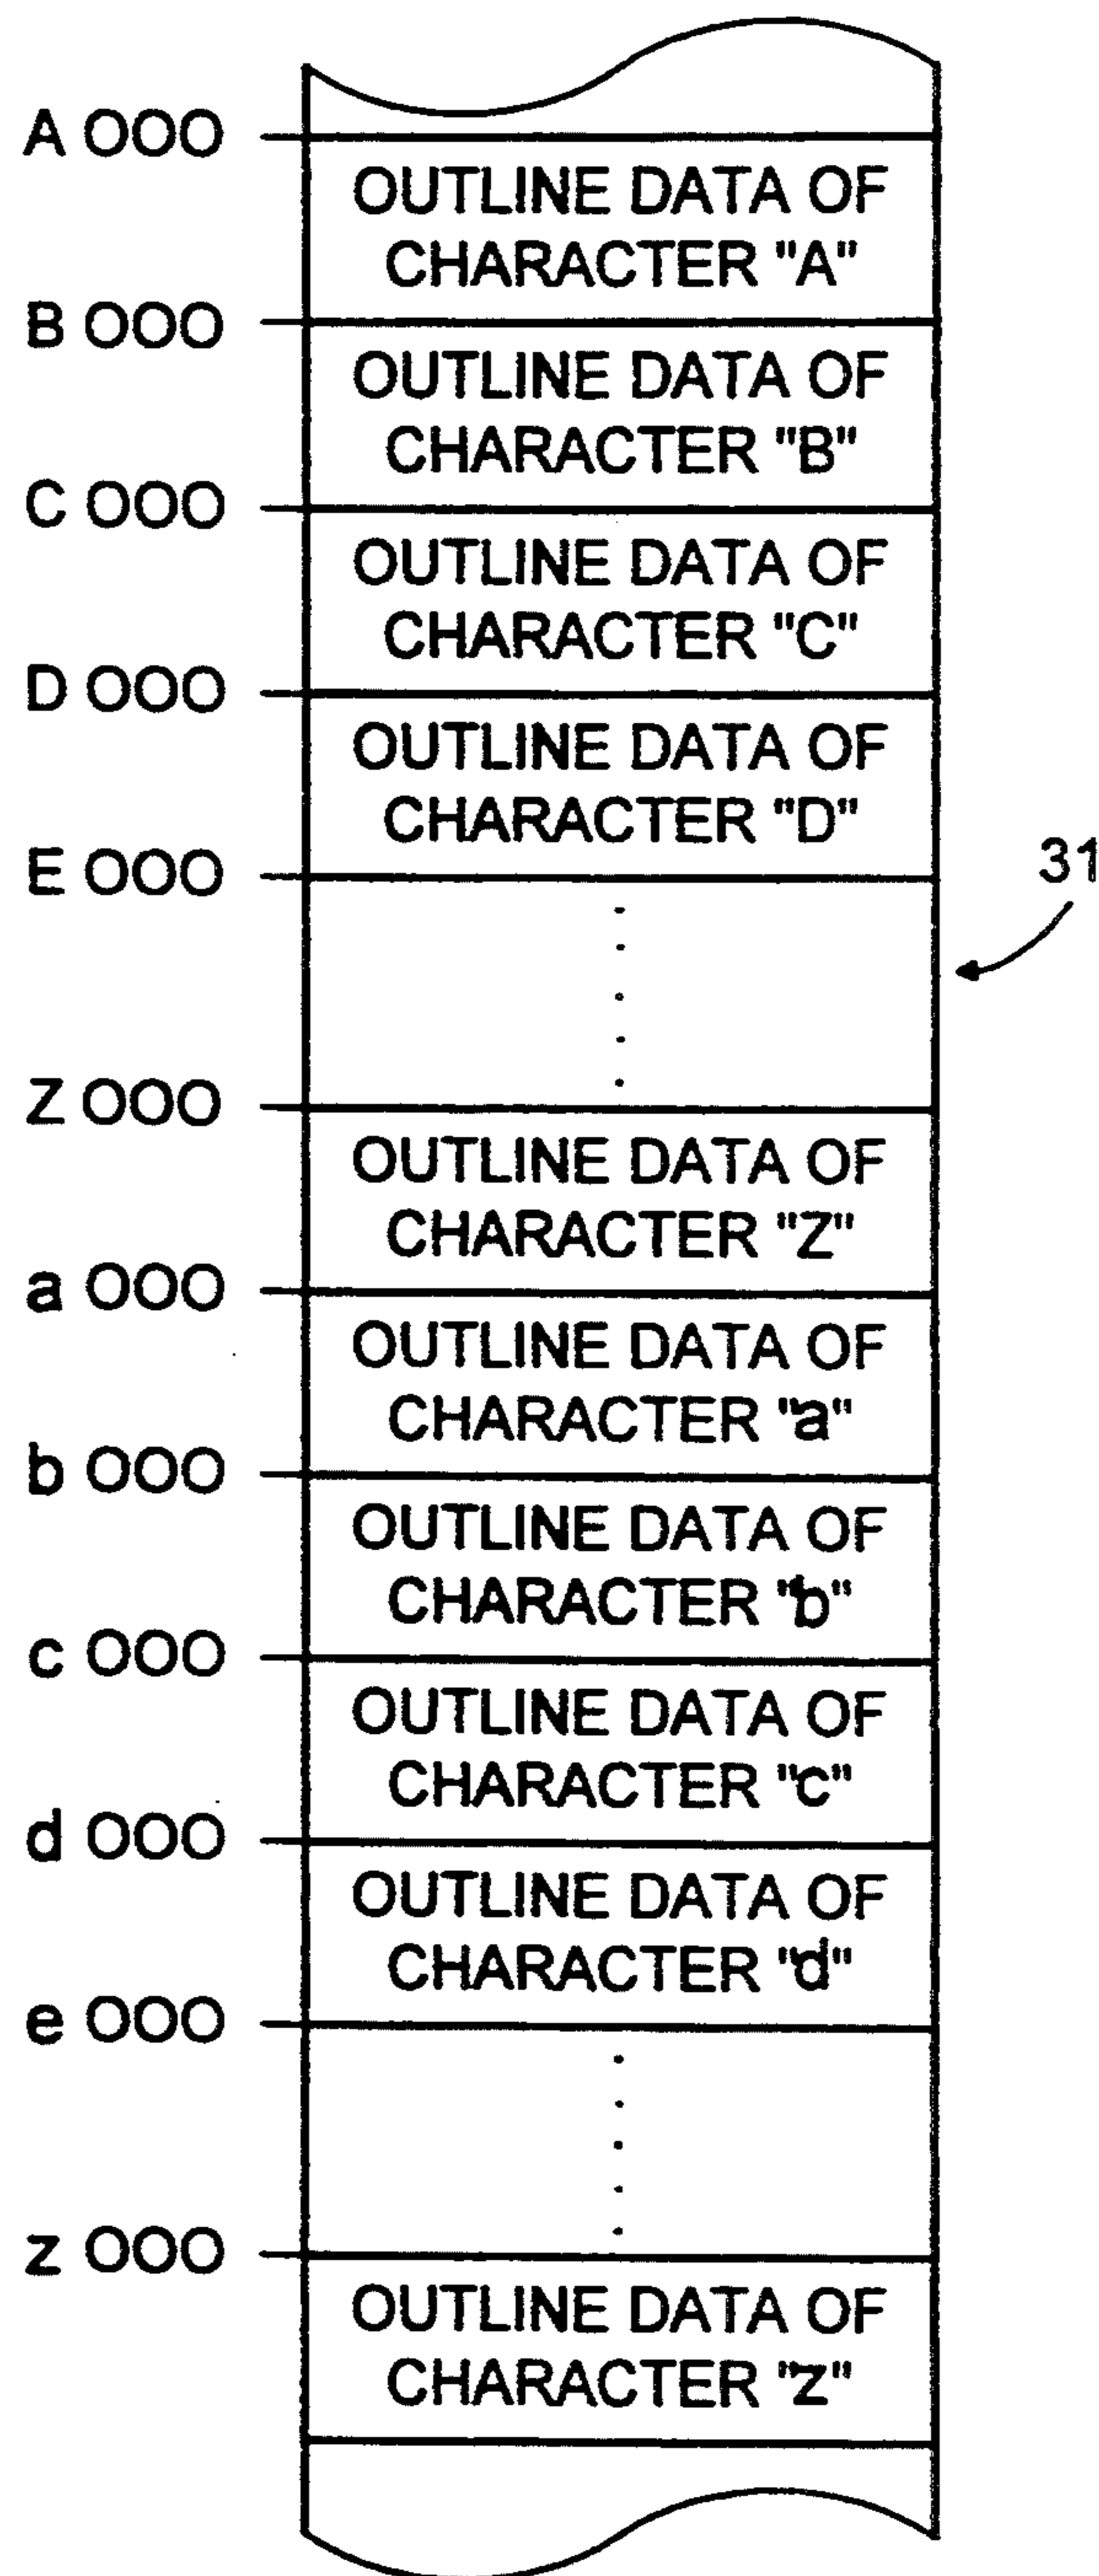 A OOO
OUTLINE DATA OF
CHARACTER "A"
B OOO
OUTLINE DATA OF
CHARACTER "B"
C OOO
OUTLINE DATA OF
CHARACTER "C"
D OOO
OUTLINE DATA OF
CHARACTER "D"
E OOO
31
Z OOO
OUTLINE DATA OF
CHARACTER "Z"
a OOO
OUTLINE DATA OF
CHARACTER "a"
b OOO
OUTLINE DATA OF
CHARACTER "b"
c OOO
OUTLINE DATA OF
CHARACTER "c"
d OOO
OUTLINE DATA OF
CHARACTER "d"
e OOO
z OOO
OUTLINE DATA OF
CHARACTER "z"